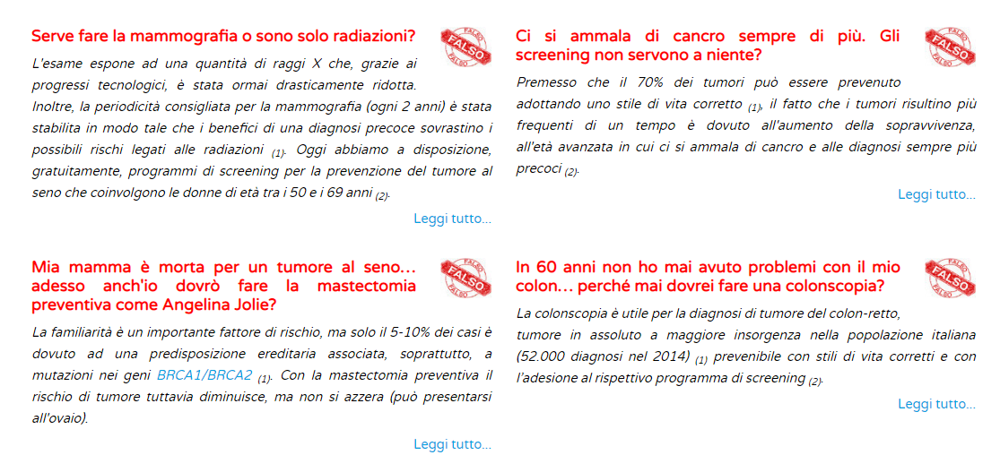 Serve fare la mammografia o sono solo radiazioni?
FALSO
FALSO
FALSO
L'esame espone ad una quantità di raggi X che, grazie ai
progressi tecnologici, è stata ormai drasticamente ridotta.
Inoltre, la periodicità consigliata per la mammografia (ogni 2 anni) è stata
stabilita in modo tale che i benefici di una diagnosi precoce sovrastino i
possibili rischi legati alle radiazioni (1). Oggi abbiamo a disposizione,
gratuitamente, programmi di screening per la prevenzione del tumore al
seno che coinvolgono le donne di età tra i 50 e i 69 anni (2).
Leggi tutto...
Ci si ammala di cancro sempre di più. Gli
screening non servono a niente?
FALSO
FALSO
FALSO
Premesso che il 70% dei tumori può essere prevenuto
adottando uno stile di vita corretto (1), il fatto che i tumori risultino più
frequenti di un tempo è dovuto all'aumento della sopravvivenza,
all'età avanzata in cui ci si ammala di cancro e alle diagnosi sempre più
precoci (2).
Leggi tutto...
Mia mamma è morta per un tumore al seno...
adesso anch'io dovrò fare la mastectomia
preventiva come Angelina Jolie?
FALSO
FALSO
FALSO
La familiarità è un importante fattore di rischio, ma solo il 5-10% dei casi è
dovuto ad una predisposizione ereditaria associata, soprattutto, a
mutazioni nei geni BRCA1/BRCA2 (1). Con la mastectomia preventiva il
rischio di tumore tuttavia diminuisce, ma non si azzera (può presentarsi
all'ovaio).
Leggi tutto...
In 60 anni non ho mai avuto problemi con il mio
colon... perché mai dovrei fare una colonscopia?
FALSO
FALSO
FALSO
La colonscopia è utile per la diagnosi di tumore del colon-retto,
tumore in assoluto a maggiore insorgenza nella popolazione italiana
(52.000 diagnosi nel 2014) (1) prevenibile con stili di vita corretti e con
l'adesione al rispettivo programma di screening (2).
Leggi tutto...